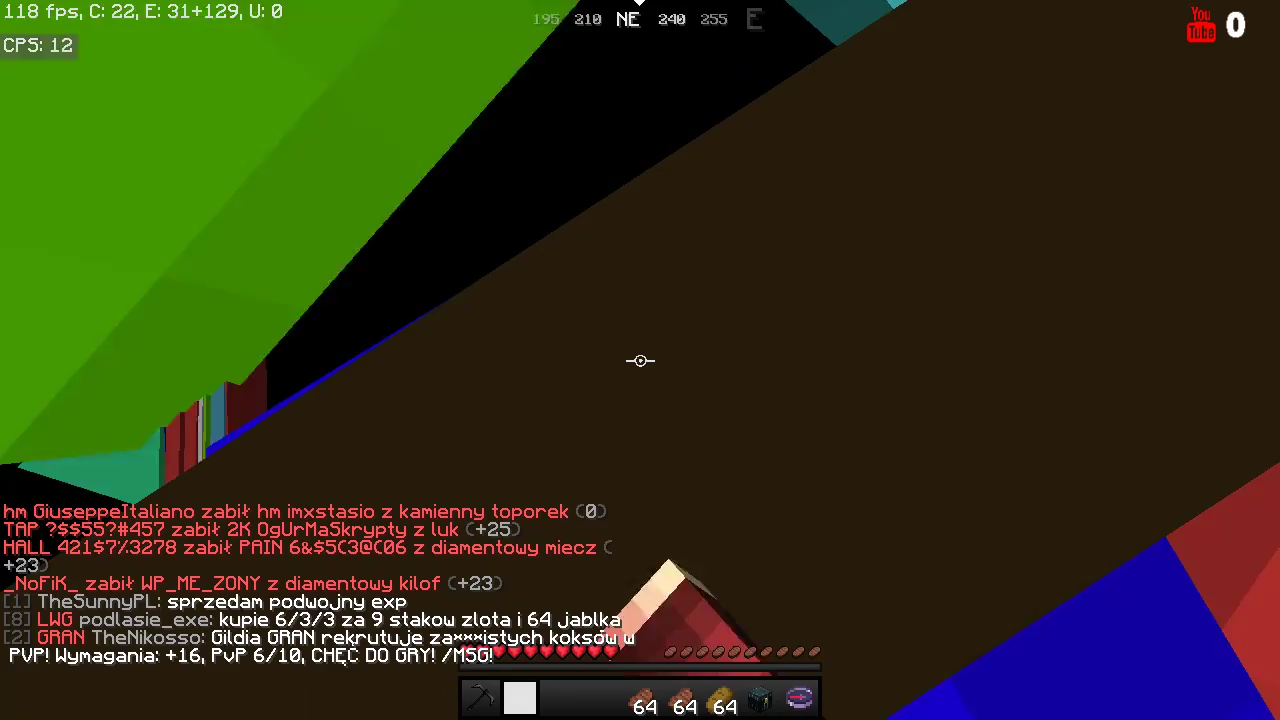 118 fps, C: 22, E: 31+129, U: 0
CPS: 12
195 210 NE 240 255 E
You Tube 0
hm GiuseppeItaliano zabił hm imxstasio z kamienny toporek (0)
TAP ?$$55?#457 zabił 2K OgUrMaSkrypty z luk (+25)
HALL 421$7%3278 zabił PAIN 6&$5C3@C06 z diamentowy miecz (
+23)
_NoFiK_ zabił WP_ME_ZONY z diamentowy kilof (+23)
[1] TheSunnyPL: sprzedam podwojny exp
[8] LWG podlasie_exe: kupie 6/3/3 za 9 stakow zlota i 64 jablka
[2] GRAN TheNikosso: Gildia GRAN rekrutuje za****istych koksów w
PVP! Wymagania: +16, PvP 6/10, CHĘC DO GRY! /MSG!
64 64 64